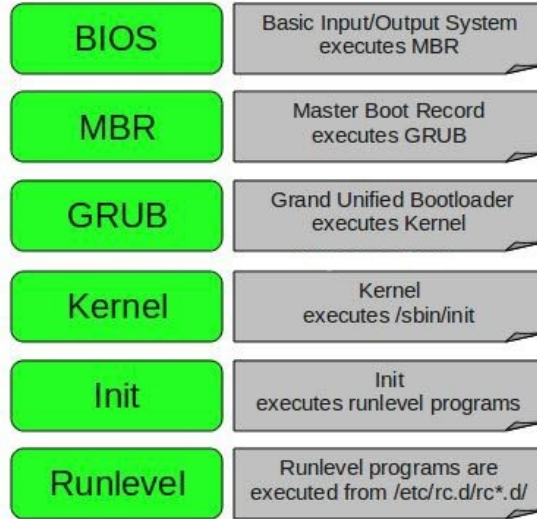 BIOS
Basic Input/Output System
executes MBR
MBR
Master Boot Record
executes GRUB
GRUB
Grand Unified Bootloader
executes Kernel
Kernel
Kernel
executes /sbin/init
Init
Init
executes runlevel programs
Runlevel
Runlevel programs are
executed from /etc/rc.d/rc*.d/